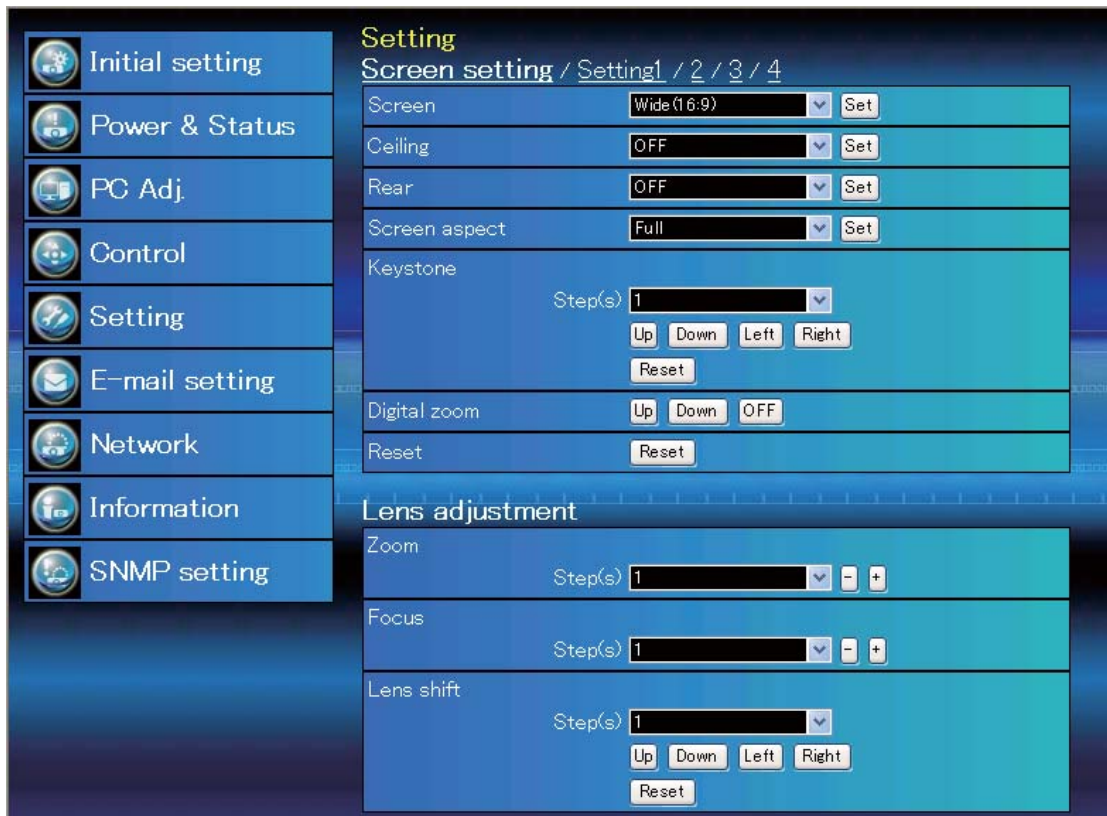 Initial setting
Power & Status
PC Adj.
Control
Setting
E-mail setting
Network
Information
SNMP setting
Setting
Screen setting / Setting1 / 2 / 3 / 4
Screen Wide(16:9) Set
Ceiling OFF Set
Rear OFF Set
Screen aspect Full Set
Keystone
Step(s) 1
Up Down Left Right
Reset
Digital zoom Up Down OFF
Reset Reset
Lens adjustment
Zoom
Step(s) 1 - +
Focus
Step(s) 1 - +
Lens shift
Step(s) 1
Up Down Left Right
Reset